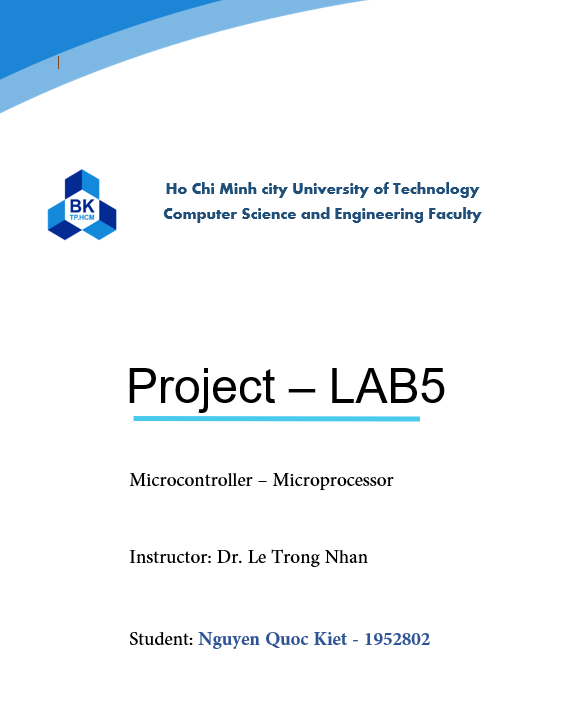 BK
TP.HCM
Ho Chi Minh city University of Technology
Computer Science and Engineering Faculty
Project – LAB5
Microcontroller – Microprocessor
Instructor: Dr. Le Trong Nhan
Student: Nguyen Quoc Kiet - 1952802